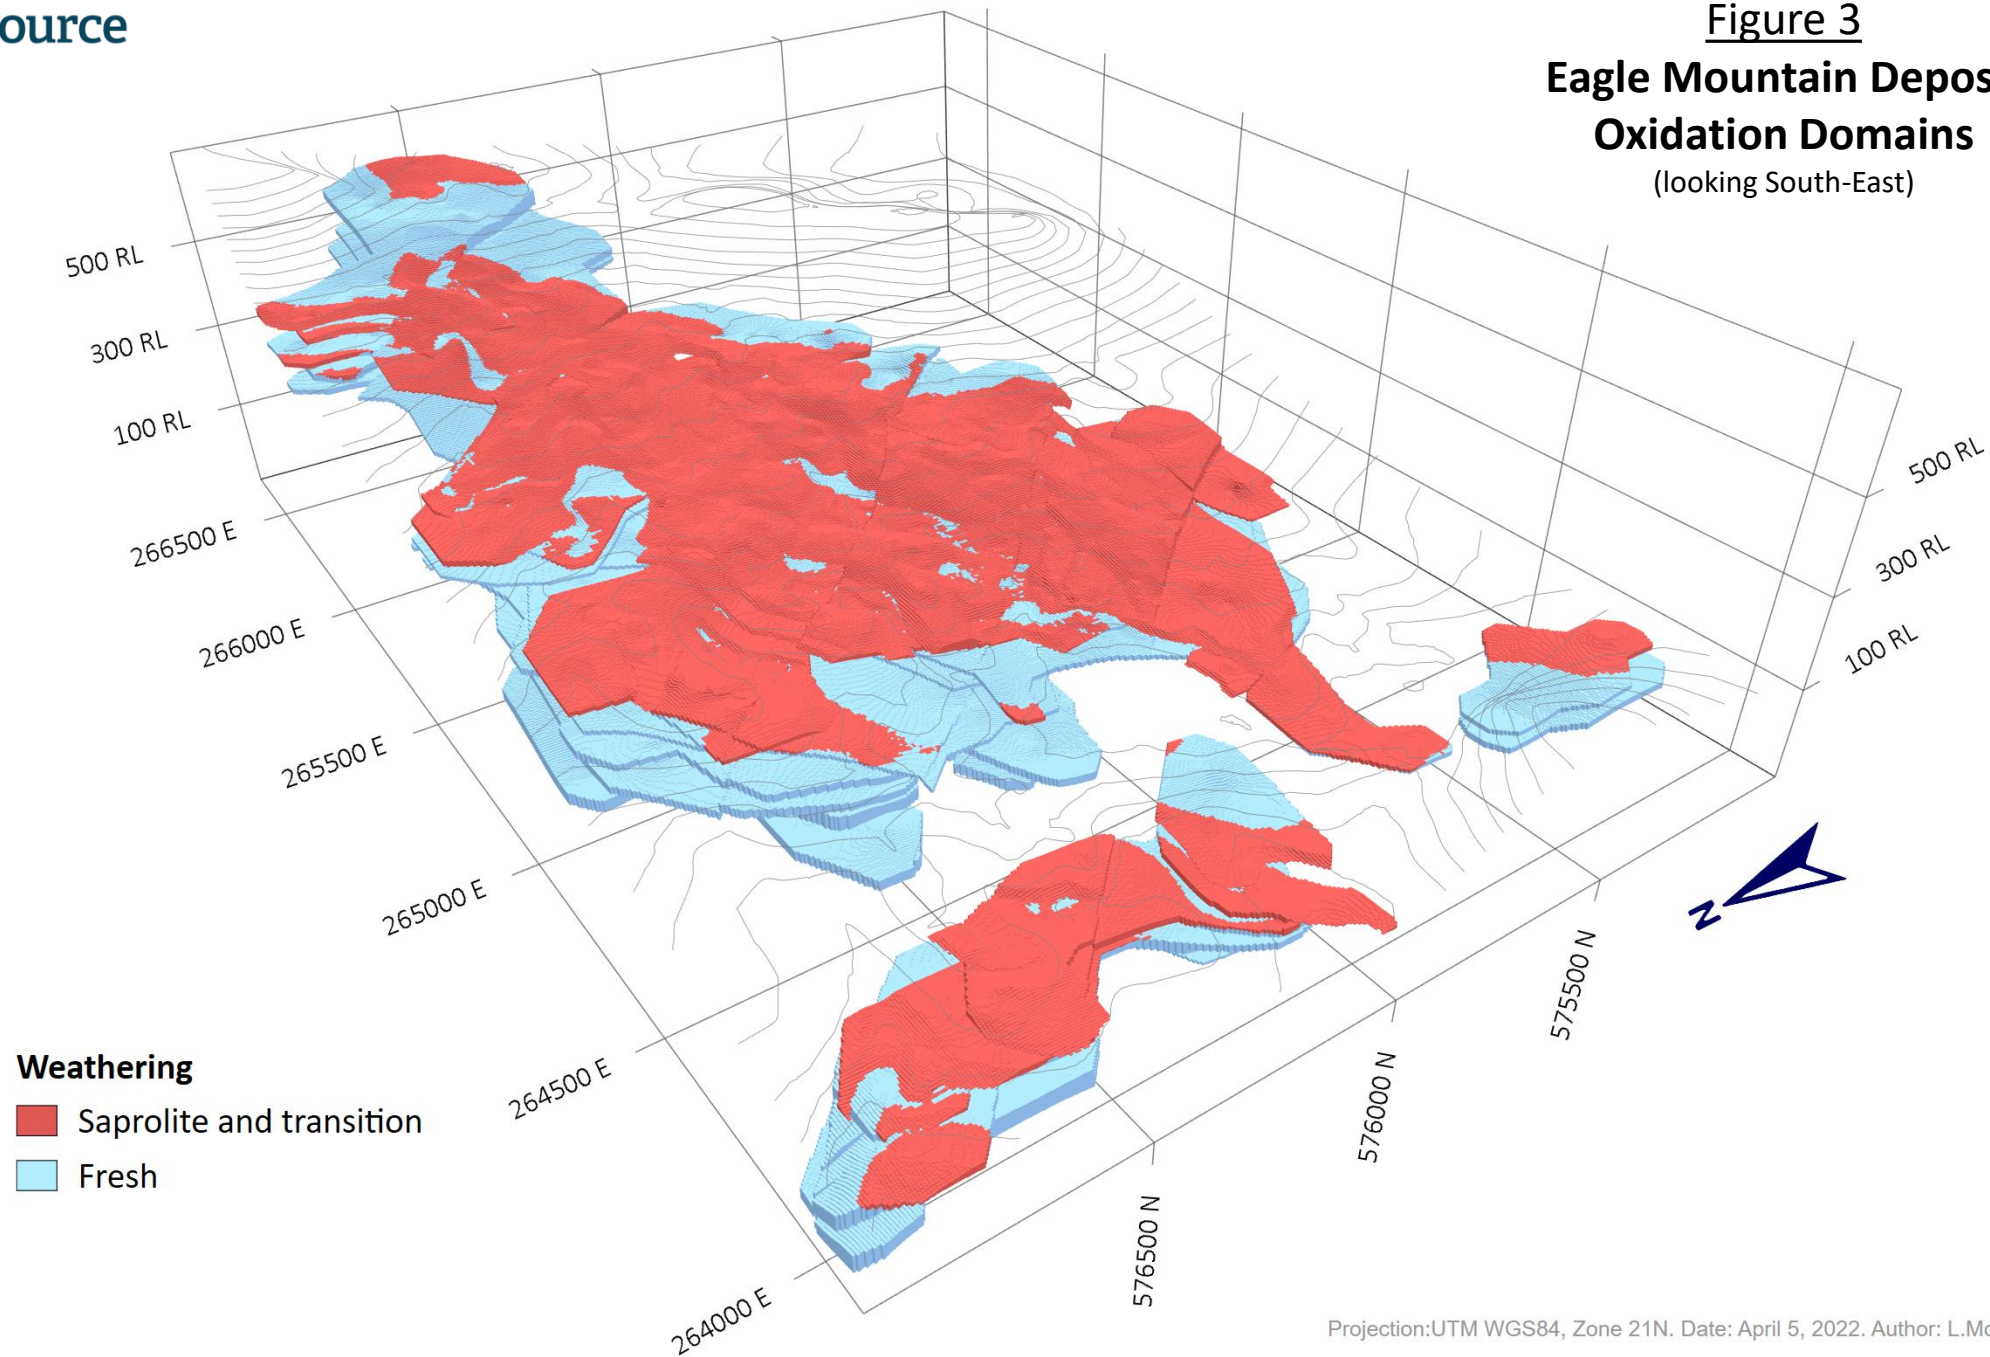 ource
Figure 3
Eagle Mountain Depos
Oxidation Domains
(looking South-East)
500 RL
300 RL
100 RL
500 RL
300 RL
100 RL
266500 E
266000 E
265500 E
265000 E
264500 E
264000 E
575500 N
576000 N
576500 N
N
Weathering
Saprolite and transition
Fresh
Projection:UTM WGS84, Zone 21N. Date: April 5, 2022. Author: L.Mc